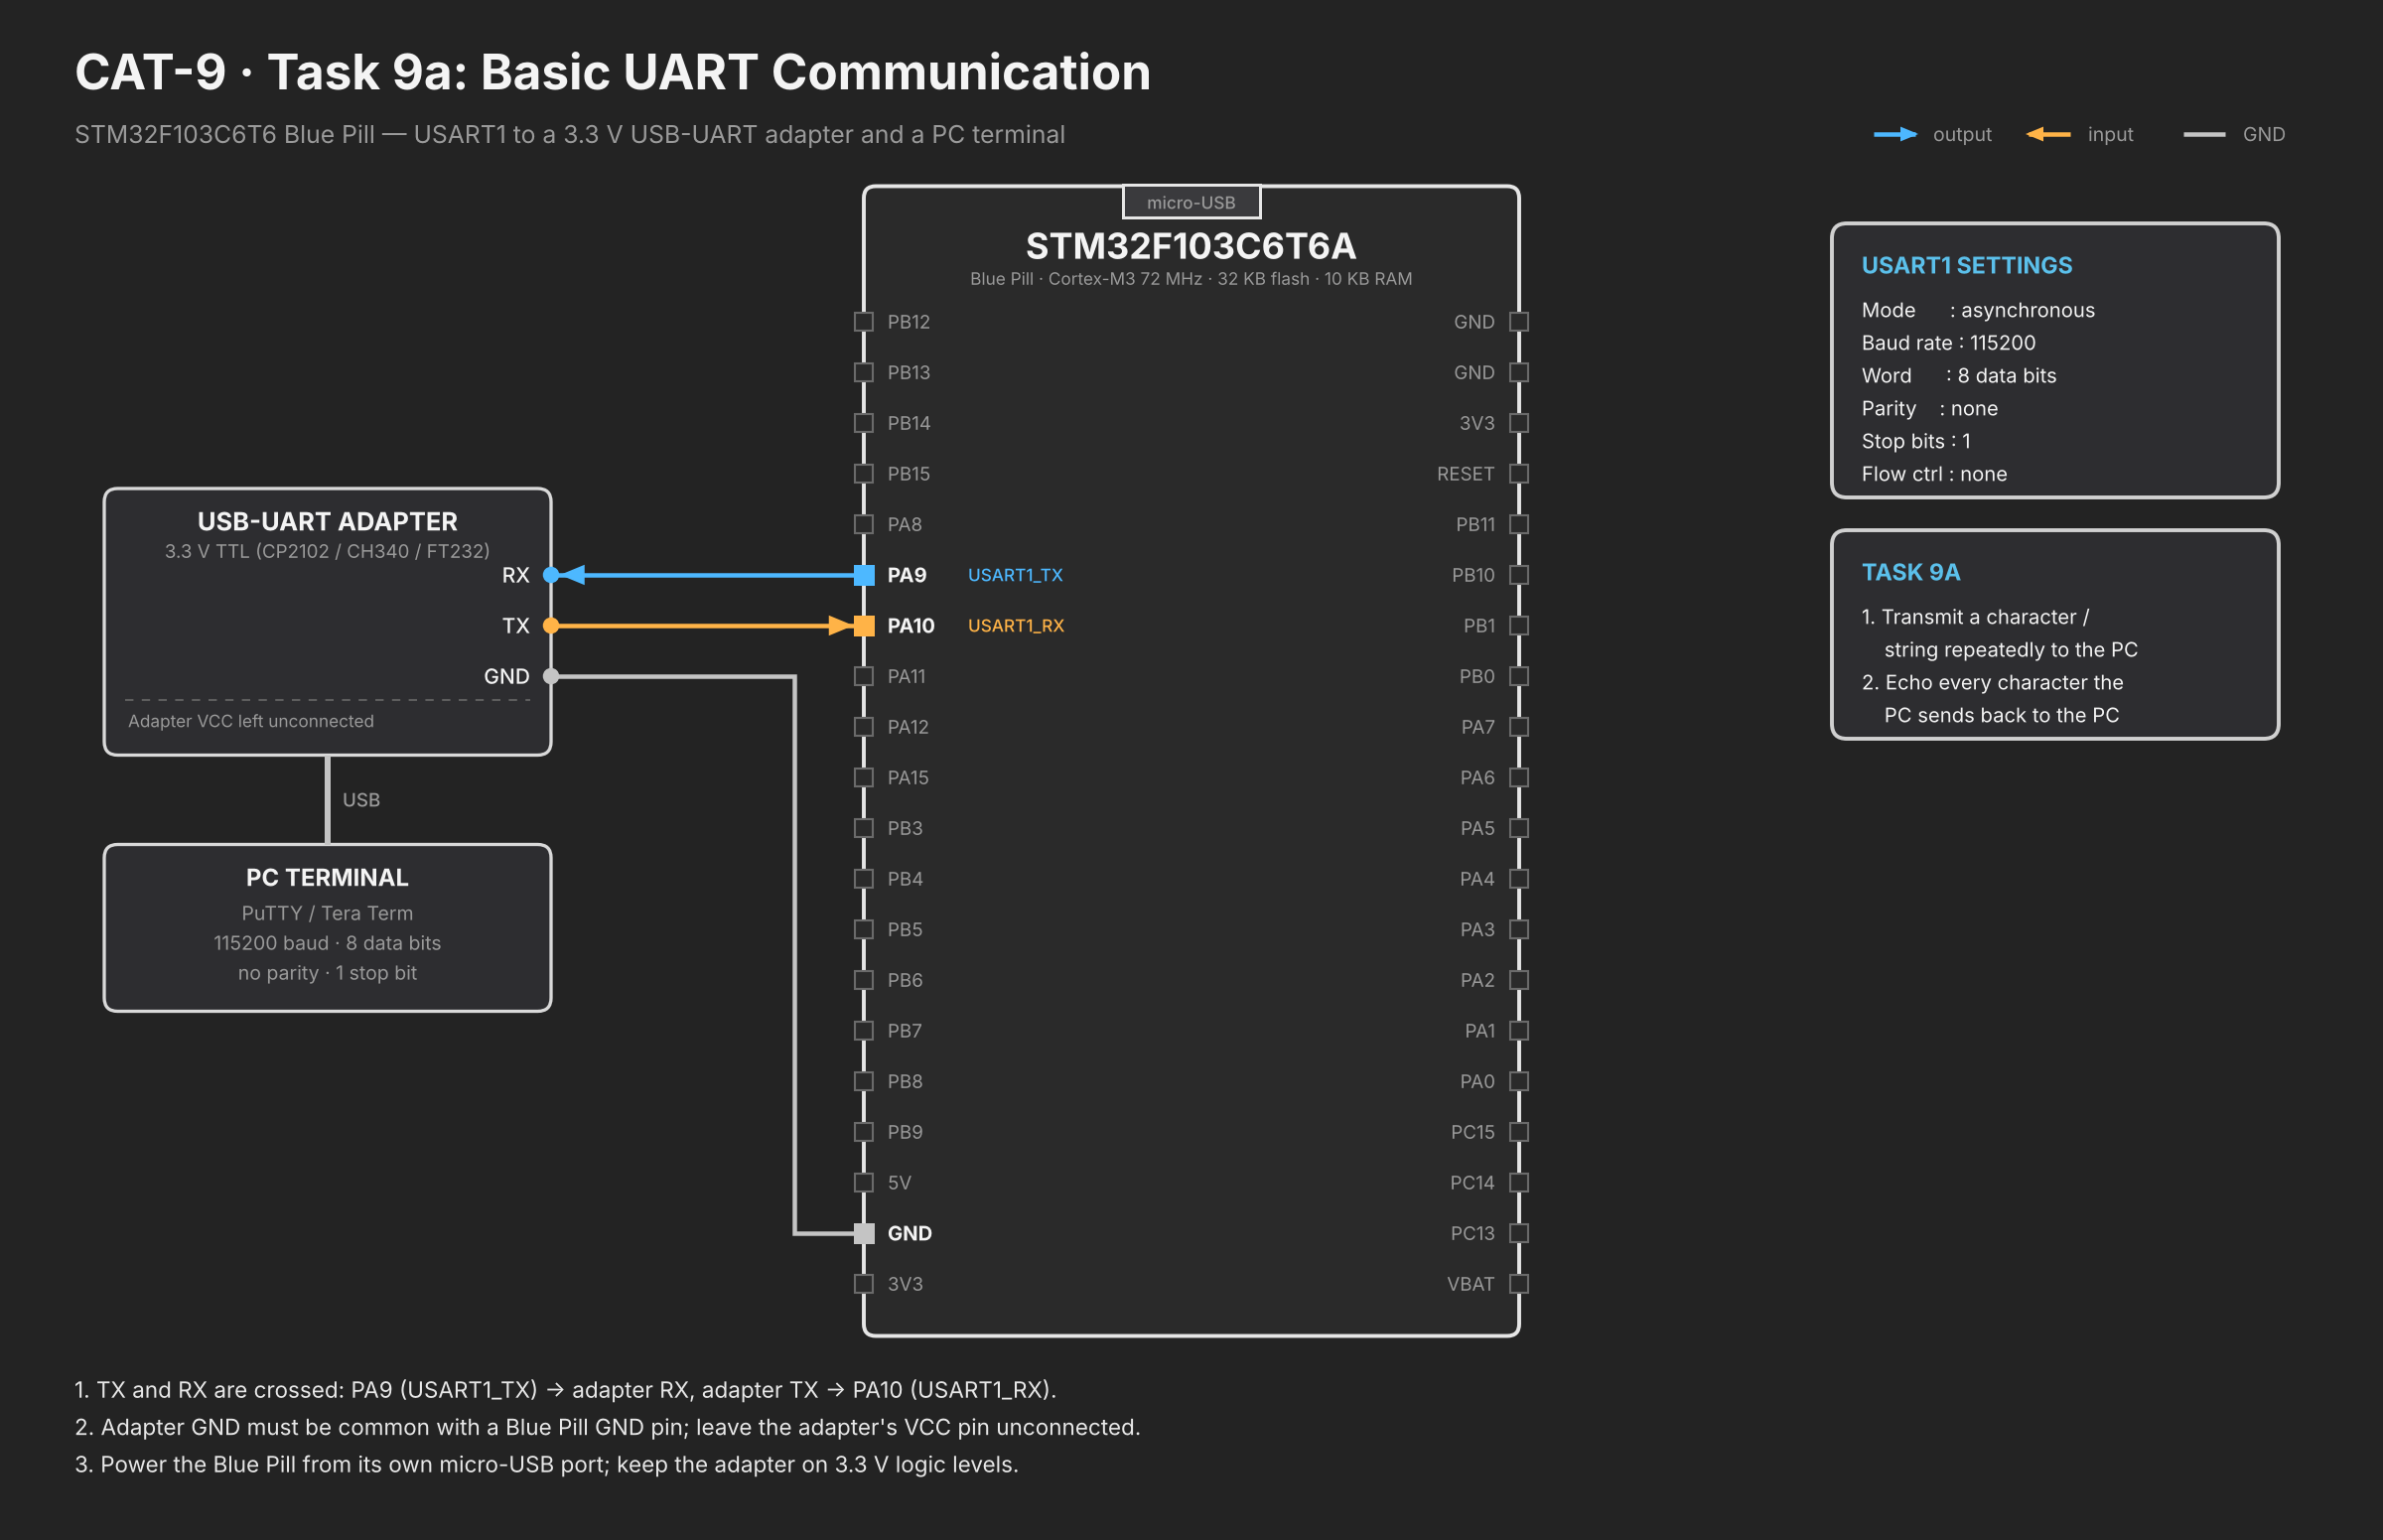 CAT-9 · Task 9a: Basic UART Communication
STM32F103C6T6 Blue Pill — USART1 to a 3.3 V USB-UART adapter and a PC terminal
output
input
GND
micro-USB
STM32F103C6T6A
Blue Pill · Cortex-M3 72 MHz · 32 KB flash · 10 KB RAM
PB12
PB13
PB14
PB15
PA8
PA9 USART1_TX
PA10 USART1_RX
PA11
PA12
PA15
PB3
PB4
PB5
PB6
PB7
PB8
PB9
5V
GND
3V3
GND
GND
3V3
RESET
PB11
PB10
PB1
PB0
PA7
PA6
PA5
PA4
PA3
PA2
PA1
PA0
PC15
PC14
PC13
VBAT
USB-UART ADAPTER
3.3 V TTL (CP2102 / CH340 / FT232)
RX
TX
GND
Adapter VCC left unconnected
USB
PC TERMINAL
PuTTY / Tera Term
115200 baud · 8 data bits
no parity · 1 stop bit
USART1 SETTINGS
Mode : asynchronous
Baud rate : 115200
Word : 8 data bits
Parity : none
Stop bits : 1
Flow ctrl : none
TASK 9A
1. Transmit a character /
string repeatedly to the PC
2. Echo every character the
PC sends back to the PC
1. TX and RX are crossed: PA9 (USART1_TX) → adapter RX, adapter TX → PA10 (USART1_RX).
2. Adapter GND must be common with a Blue Pill GND pin; leave the adapter's VCC pin unconnected.
3. Power the Blue Pill from its own micro-USB port; keep the adapter on 3.3 V logic levels.